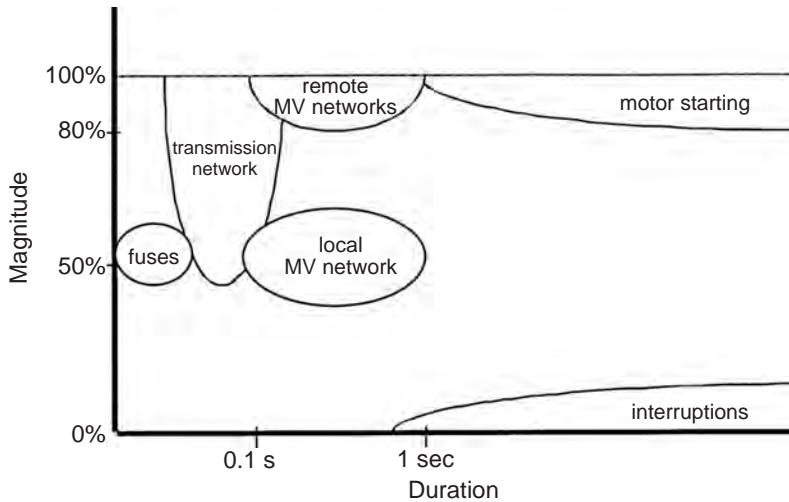 100%
remote
MV networks
motor starting
80%
transmission
network
Magnitude
fuses
local
MV network
50%
interruptions
0%
0.1 s
1 sec
Duration